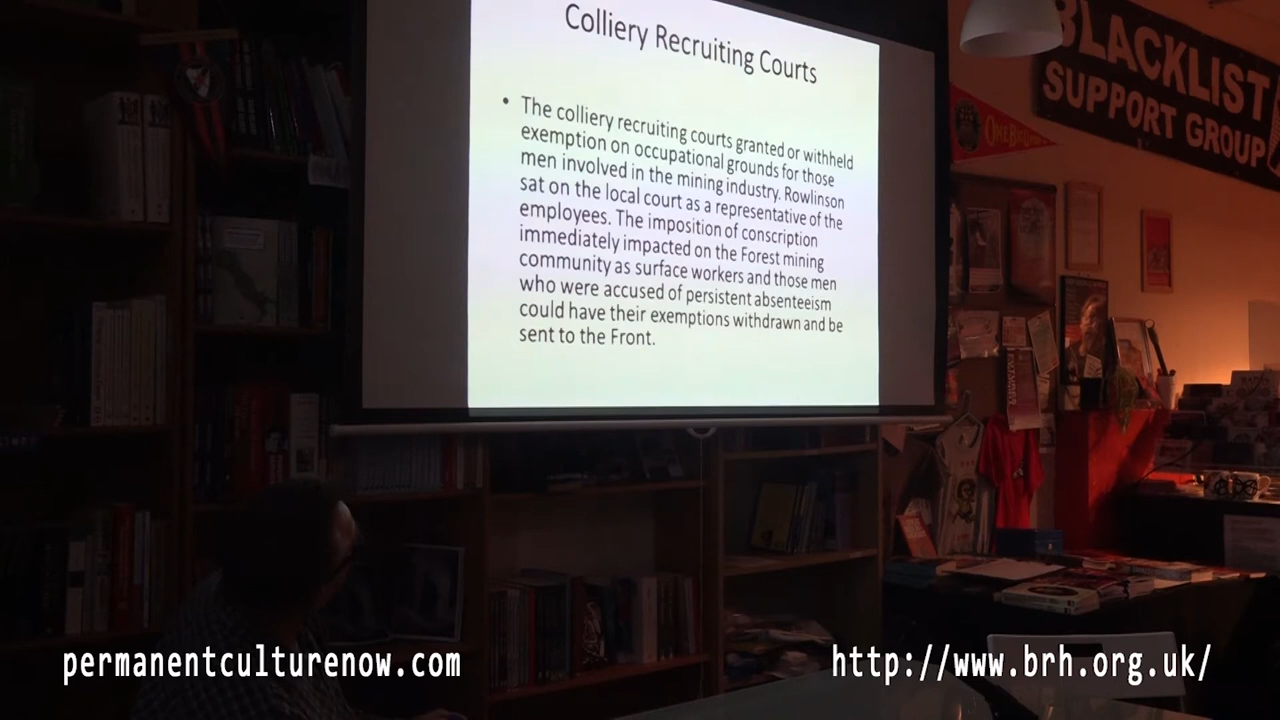 Colliery Recruiting Courts
• The colliery recruiting courts granted or withheld
exemption on occupational grounds for those
men involved in the mining industry. Rowlinson
sat on the local court as a representative of the
employees. The imposition of conscription
immediately impacted on the Forest mining
community as surface workers and those men
who were accused of persistent absenteeism
could have their exemptions withdrawn and be
sent to the Front.
BLACKLIST
SUPPORT GROUP
permanentculturenow.com
http://www.brh.org.uk/